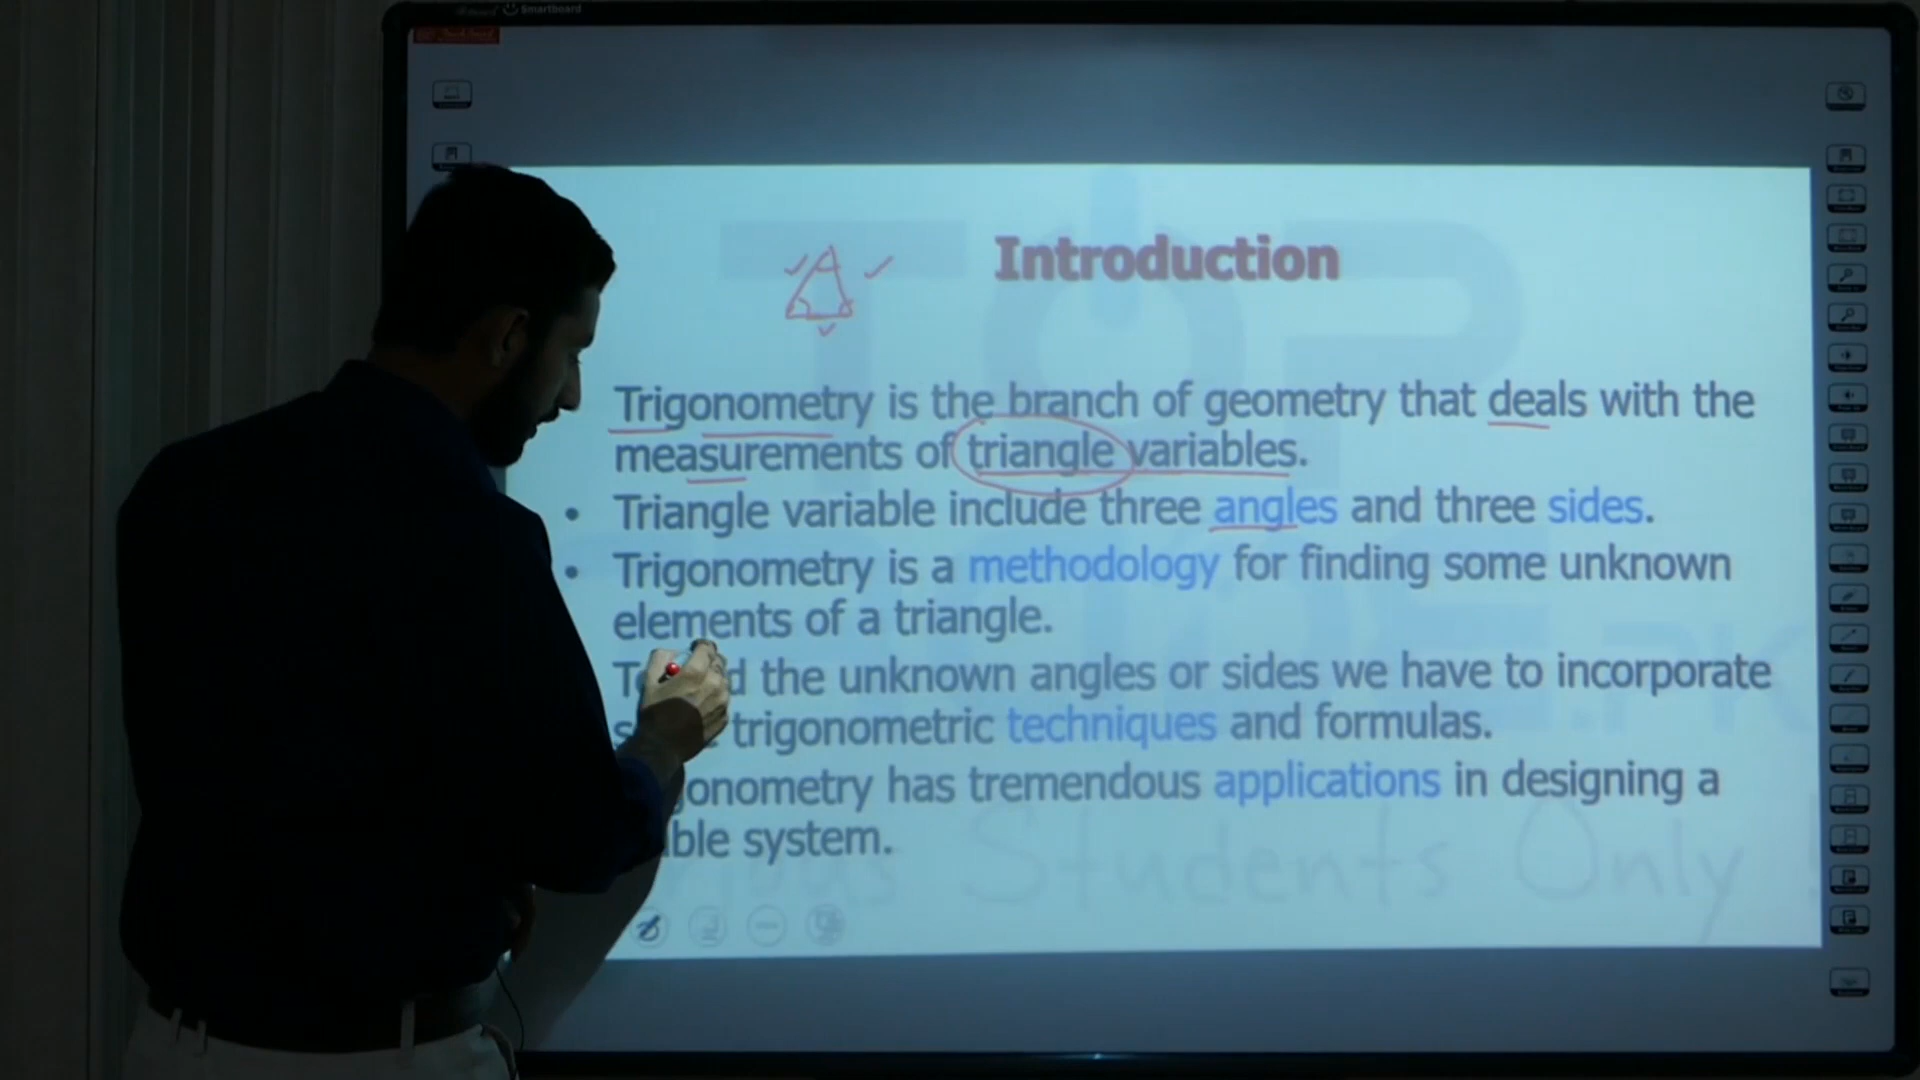 Smartboard
Introduction
Trigonometry is the branch of geometry that deals with the
measurements of triangle variables.
• Triangle variable include three angles and three sides.
• Trigonometry is a methodology for finding some unknown
elements of a triangle.
the unknown angles or sides we have to incorporate
trigonometric techniques and formulas.
gonometry has tremendous applications in designing a
ble system.
Students Only !